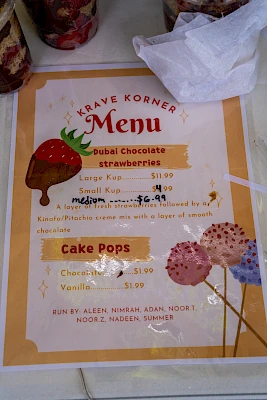 KRAVE KORNER
Menu
Dubai Chocolate
strawberries
Large Kup..........$11.99
Small Kup...........$4.99
medium ........$6.99
A layer of fresh strawberries followed by a
Kinafa/Pitachio creme mix with a layer of smooth
chocolate
Cake Pops
Chocolate..........$1.99
Vanilla............$1.99
RUN BY: ALEEN, NIMRAH, ADAN, NOOR.T,
NOOR.Z, NADEEN, SUMMER